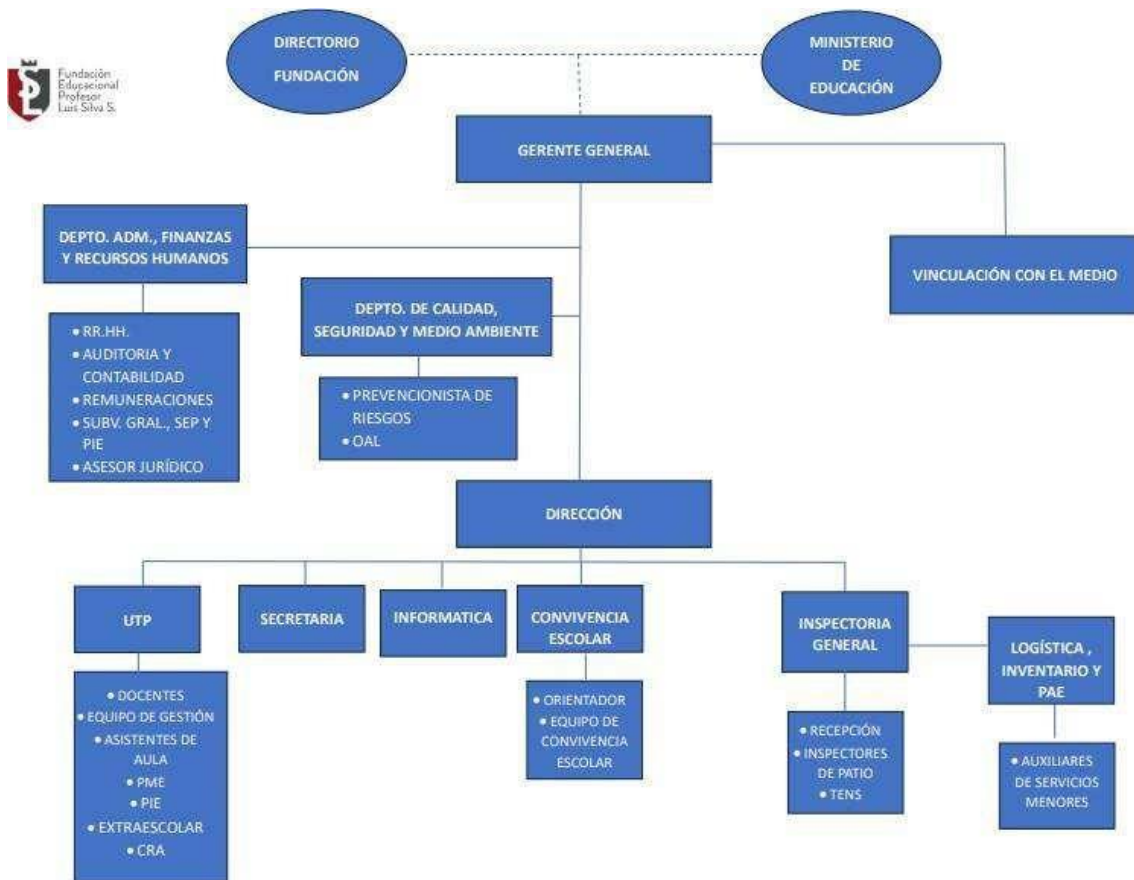 DIRECTORIO
FUNDACIÓN
MINISTERIO
DE
EDUCACIÓN
Fundación
Educacional
Profesor
Luis Silva S.
GERENTE GENERAL
DEPTO. ADM., FINANZAS
Y RECURSOS HUMANOS
VINCULACIÓN CON EL MEDIO
DEPTO. DE CALIDAD,
SEGURIDAD Y MEDIO AMBIENTE
• RR.HH.
• AUDITORIA Y
CONTABILIDAD
• REMUNERACIONES
• SUBV. GRAL., SEP Y
PIE
• ASESOR JURÍDICO
• PREVENCIONISTA DE
RIESGOS
• OAL
DIRECCIÓN
UTP
SECRETARIA
INFORMATICA
CONVIVENCIA
ESCOLAR
INSPECTORIA
GENERAL
LOGÍSTICA ,
INVENTARIO Y
PAE
• DOCENTES
• EQUIPO DE GESTIÓN
• ASISTENTES DE
AULA
• PME
• PIE
• EXTRAESCOLAR
• CRA
• ORIENTADOR
• EQUIPO DE
CONVIVENCIA
ESCOLAR
• RECEPCIÓN
• INSPECTORES
DE PATIO
• TENS
• AUXILIARES
DE SERVICIOS
MENORES